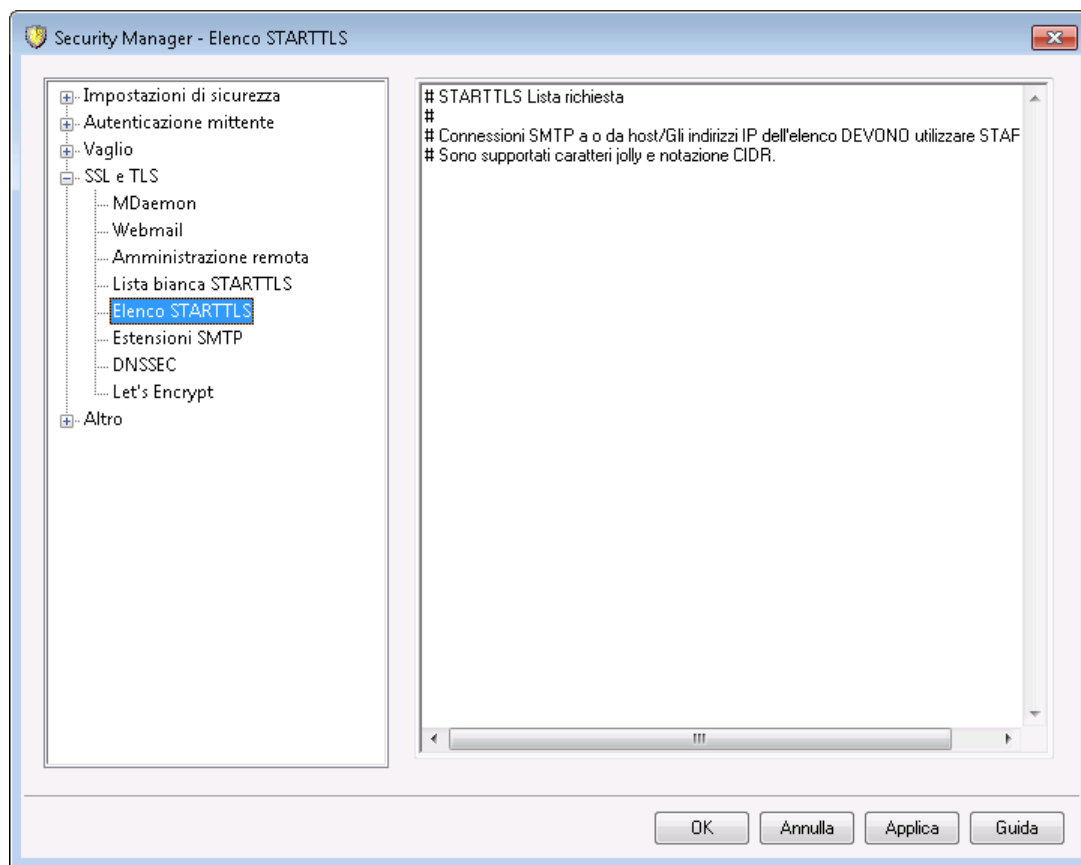 Security Manager - Elenco STARTTLS
Impostazioni di sicurezza
Autenticazione mittente
Vaglio
SSL e TLS
MDaemon
Webmail
Amministrazione remota
Lista bianca STARTTLS
Elenco STARTTLS
Estensioni SMTP
DNSSEC
Let's Encrypt
Altro
# STARTTLS Lista richiesta
#
# Connessioni SMTP a o da host/Gli indirizzi IP dell'elenco DEVONO utilizzare STAF
# Sono supportati caratteri jolly e notazione CIDR.
OK
Annulla
Applica
Guida